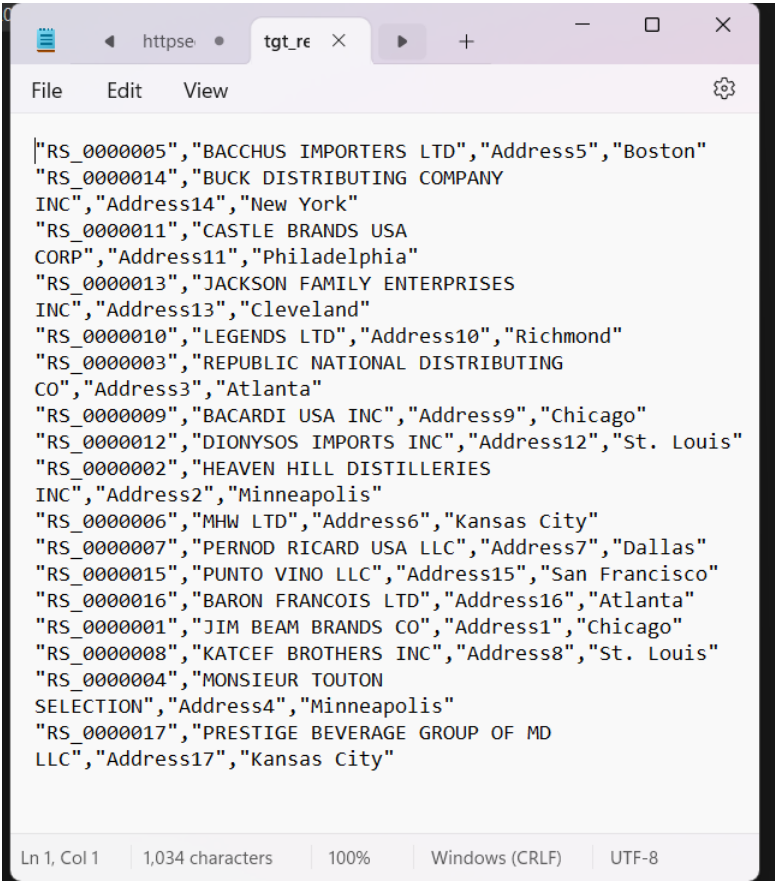 httpse
tgt_re
File Edit View
"RS_0000005","BACCHUS IMPORTERS LTD","Address5","Boston"
"RS_0000014","BUCK DISTRIBUTING COMPANY
INC","Address14","New York"
"RS_0000011","CASTLE BRANDS USA
CORP","Address11","Philadelphia"
"RS_0000013","JACKSON FAMILY ENTERPRISES
INC","Address13","Cleveland"
"RS_0000010","LEGENDS LTD","Address10","Richmond"
"RS_0000003","REPUBLIC NATIONAL DISTRIBUTING
CO","Address3","Atlanta"
"RS_0000009","BACARDI USA INC","Address9","Chicago"
"RS_0000012","DIONYSOS IMPORTS INC","Address12","St. Louis"
"RS_0000002","HEAVEN HILL DISTILLERIES
INC","Address2","Minneapolis"
"RS_0000006","MHW LTD","Address6","Kansas City"
"RS_0000007","PERNOD RICARD USA LLC","Address7","Dallas"
"RS_0000015","PUNTO VINO LLC","Address15","San Francisco"
"RS_0000016","BARON FRANCOIS LTD","Address16","Atlanta"
"RS_0000001","JIM BEAM BRANDS CO","Address1","Chicago"
"RS_0000008","KATCEF BROTHERS INC","Address8","St. Louis"
"RS_0000004","MONSIEUR TOUTON
SELECTION","Address4","Minneapolis"
"RS_0000017","PRESTIGE BEVERAGE GROUP OF MD
LLC","Address17","Kansas City"
Ln 1, Col 1 1,034 characters 100% Windows (CRLF) UTF-8